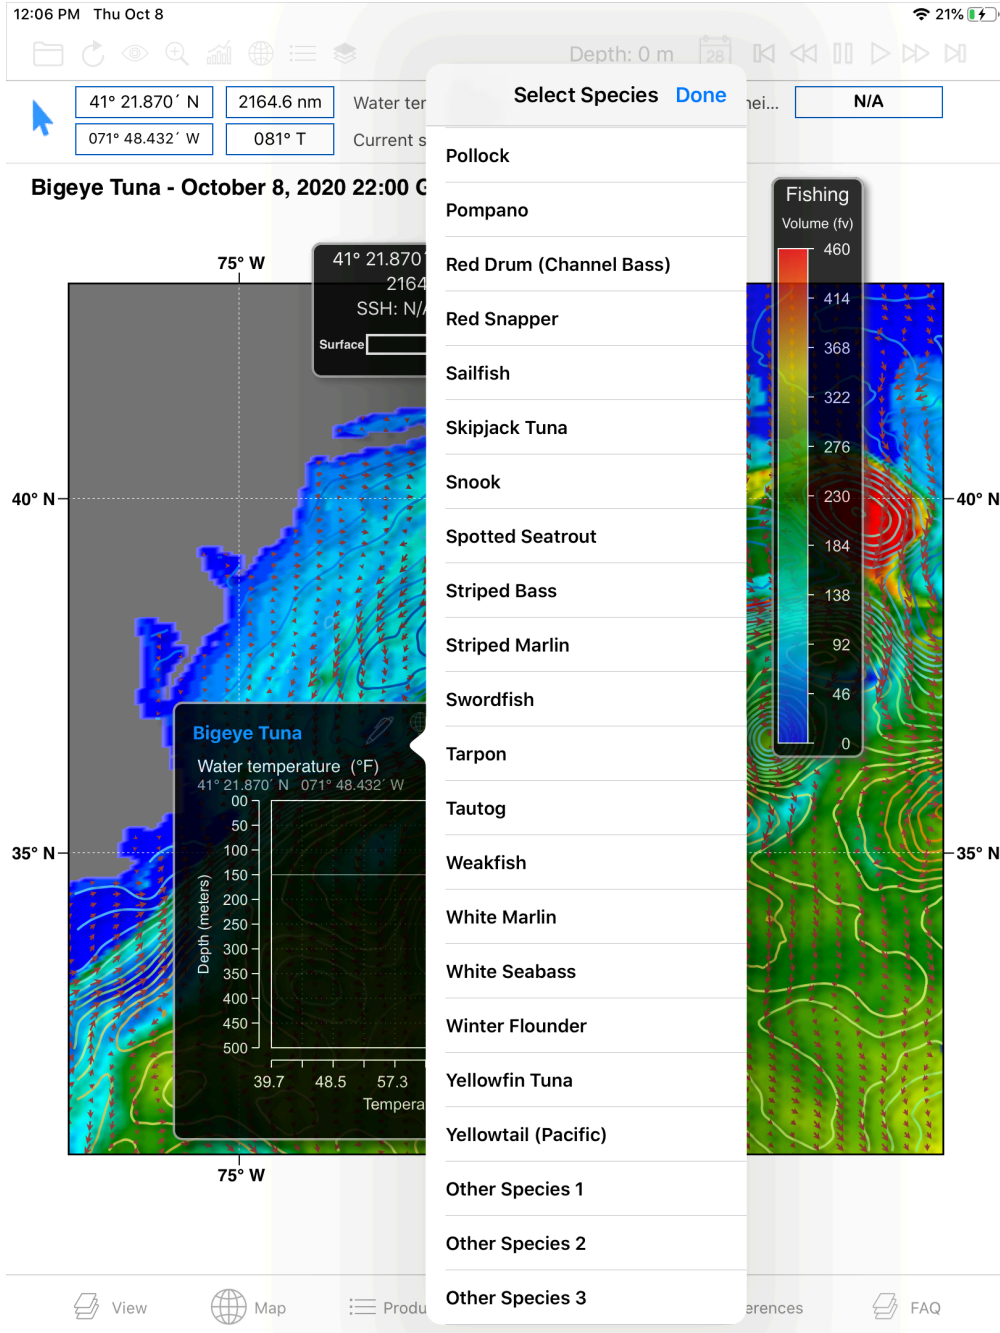 12:06 PM Thu Oct 8
21%
Depth: 0 m
28
Select Species
Done
41° 21.870´ N
2164.6 nm
Water ter
hei...
N/A
071° 48.432´ W
081° T
Current s
Bigeye Tuna - October 8, 2020 22:00 G
75° W
41° 21.870
2164
SSH: N/
Surface
Fishing
Volume (fv)
460
414
368
322
276
230
184
138
92
46
0
40° N
40° N
35° N
35° N
Pollock
Pompano
Red Drum (Channel Bass)
Red Snapper
Sailfish
Skipjack Tuna
Snook
Spotted Seatrout
Striped Bass
Striped Marlin
Swordfish
Tarpon
Tautog
Weakfish
White Marlin
White Seabass
Winter Flounder
Yellowfin Tuna
Yellowtail (Pacific)
Other Species 1
Other Species 2
Other Species 3
Bigeye Tuna
Water temperature (°F)
41° 21.870´ N 071° 48.432´ W
Depth (meters)
00
50
100
150
200
250
300
350
400
450
500
39.7 48.5 57.3
Tempera
75° W
View
Map
Produ
erences
FAQ